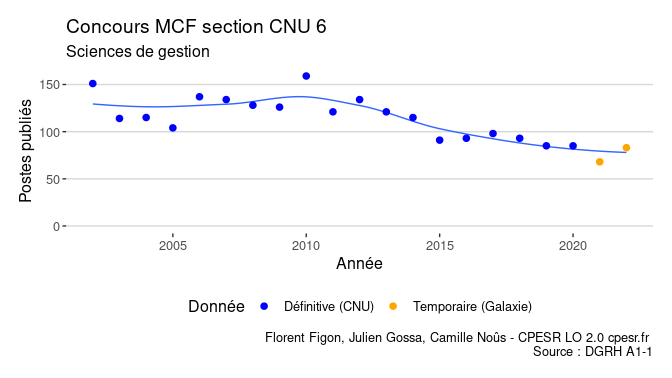 Concours MCF section CNU 6
Sciences de gestion
Postes publiés
150
100
50
0
2005 2010 2015 2020
Année
Donnée Définitive (CNU) Temporaire (Galaxie)
Florent Figon, Julien Gossa, Camille Noûs - CPESR LO 2.0 cpesr.fr
Source : DGRH A1-1